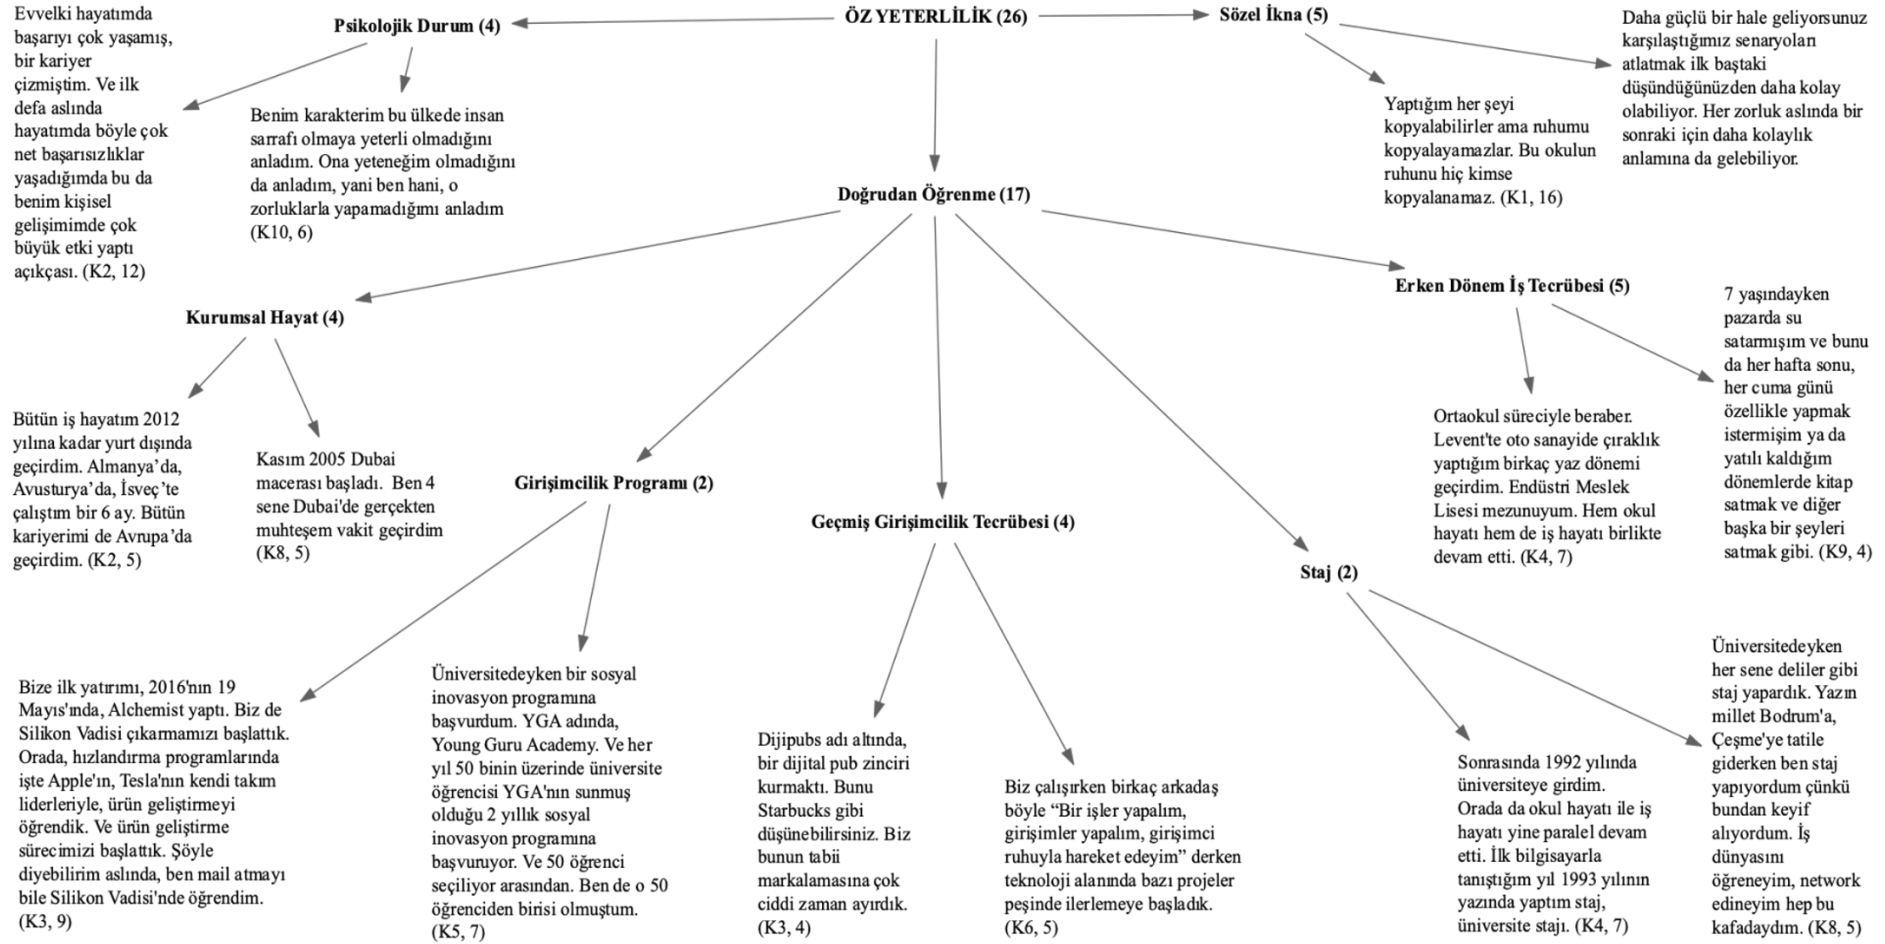 ÖZ YETERLİLİK (26)
Psikolojik Durum (4)
Sözel İkna (5)
Evvelki hayatımda
başarıyı çok yaşamış,
bir kariyer
çizmiştim. Ve ilk
defa aslında
hayatımda böyle çok
net başarısızlıklar
yaşadığımda bu da
benim kişisel
gelişimimde çok
büyük etki yaptı
açıkçası. (K2, 12)
Benim karakterim bu ülkede insan
sarrafı olmaya yeterli olmadığını
anladım. Ona yeteneğim olmadığını
da anladım, yani ben hani, o
zorluklarla yapamadığımı anladım
(K10, 6)
Yaptığım her şeyi
kopyalabilirler ama ruhumu
kopyalayamazlar. Bu okulun
ruhunu hiç kimse
kopyalanamaz. (K1, 16)
Daha güçlü bir hale geliyorsunuz
karşılaştığımız senaryoları
atlatmak ilk baştaki
düşündüğünüzden daha kolay
olabiliyor. Her zorluk aslında bir
sonraki için daha kolaylık
anlamına da gelebiliyor.
Doğrudan Öğrenme (17)
Kurumsal Hayat (4)
Bütün iş hayatım 2012
yılına kadar yurt dışında
geçirdim. Almanya’da,
Avusturya’da, İsveç’te
çalıştım bir 6 ay. Bütün
kariyerimi de Avrupa’da
geçirdim. (K2, 5)
Kasım 2005 Dubai
macerası başladı.  Ben 4
sene Dubai'de gerçekten
muhteşem vakit geçirdim
(K8, 5)
Girişimcilik Programı (2)
Bize ilk yatırımı, 2016'nın 19
Mayıs'ında, Alchemist yaptı. Biz de
Silikon Vadisi çıkarmamızı başlattık.
Orada, hızlandırma programlarında
işte Apple'ın, Tesla'nın kendi takım
liderleriyle, ürün geliştirmeyi
öğrendik. Ve ürün geliştirme
sürecimizi başlattık. Şöyle
diyebilirim aslında, ben mail atmayı
bile Silikon Vadisi'nde öğrendim.
(K3, 9)
Üniversitedeyken bir sosyal
inovasyon programına
başvurdum. YGA adında,
Young Guru Academy. Ve her
yıl 50 binin üzerinde üniversite
öğrencisi YGA'nın sunmuş
olduğu 2 yıllık sosyal
inovasyon programına
başvuruyor. Ve 50 öğrenci
seçiliyor arasından. Ben de o 50
öğrenciden birisi olmuştum.
(K5, 7)
Geçmiş Girişimcilik Tecrübesi (4)
Dijipubs adı altında,
bir dijital pub zinciri
kurmaktı. Bunu
Starbucks gibi
düşünebilirsiniz. Biz
bunun tabii
markalamasına çok
ciddi zaman ayırdık.
(K3, 4)
Biz çalışırken birkaç arkadaş
böyle “Bir işler yapalım,
girişimler yapalım, girişimci
ruhuyla hareket edeyim” derken
teknoloji alanında bazı projeler
peşinde ilerlemeye başladık.
(K6, 5)
Staj (2)
Sonrasında 1992 yılında
üniversiteye girdim.
Orada da okul hayatı ile iş
hayatı yine paralel devam
etti. İlk bilgisayarla
tanıştığım yıl 1993 yılının
yazında yaptım staj,
üniversite stajı. (K4, 7)
Üniversitedeyken
her sene deliler gibi
staj yapardık. Yazın
millet Bodrum'a,
Çeşme'ye tatile
giderken ben staj
yapıyordum çünkü
bundan keyif
alıyordum. İş
dünyasını
öğreneyim, network
edineyim hep bu
kafadaydım. (K8, 5)
Erken Dönem İş Tecrübesi (5)
Ortaokul süreciyle beraber.
Levent'te oto sanayide çıraklık
yaptığım birkaç yaz dönemi
geçirdim. Endüstri Meslek
Lisesi mezunuyum. Hem okul
hayatı hem de iş hayatı birlikte
devam etti. (K4, 7)
7 yaşındayken
pazarda su
satarmışım ve bunu
da her hafta sonu,
her cuma günü
özellikle yapmak
istermişim ya da
yatılı kaldığım
dönemlerde kitap
satmak ve diğer
başka bir şeyleri
satmak gibi. (K9, 4)